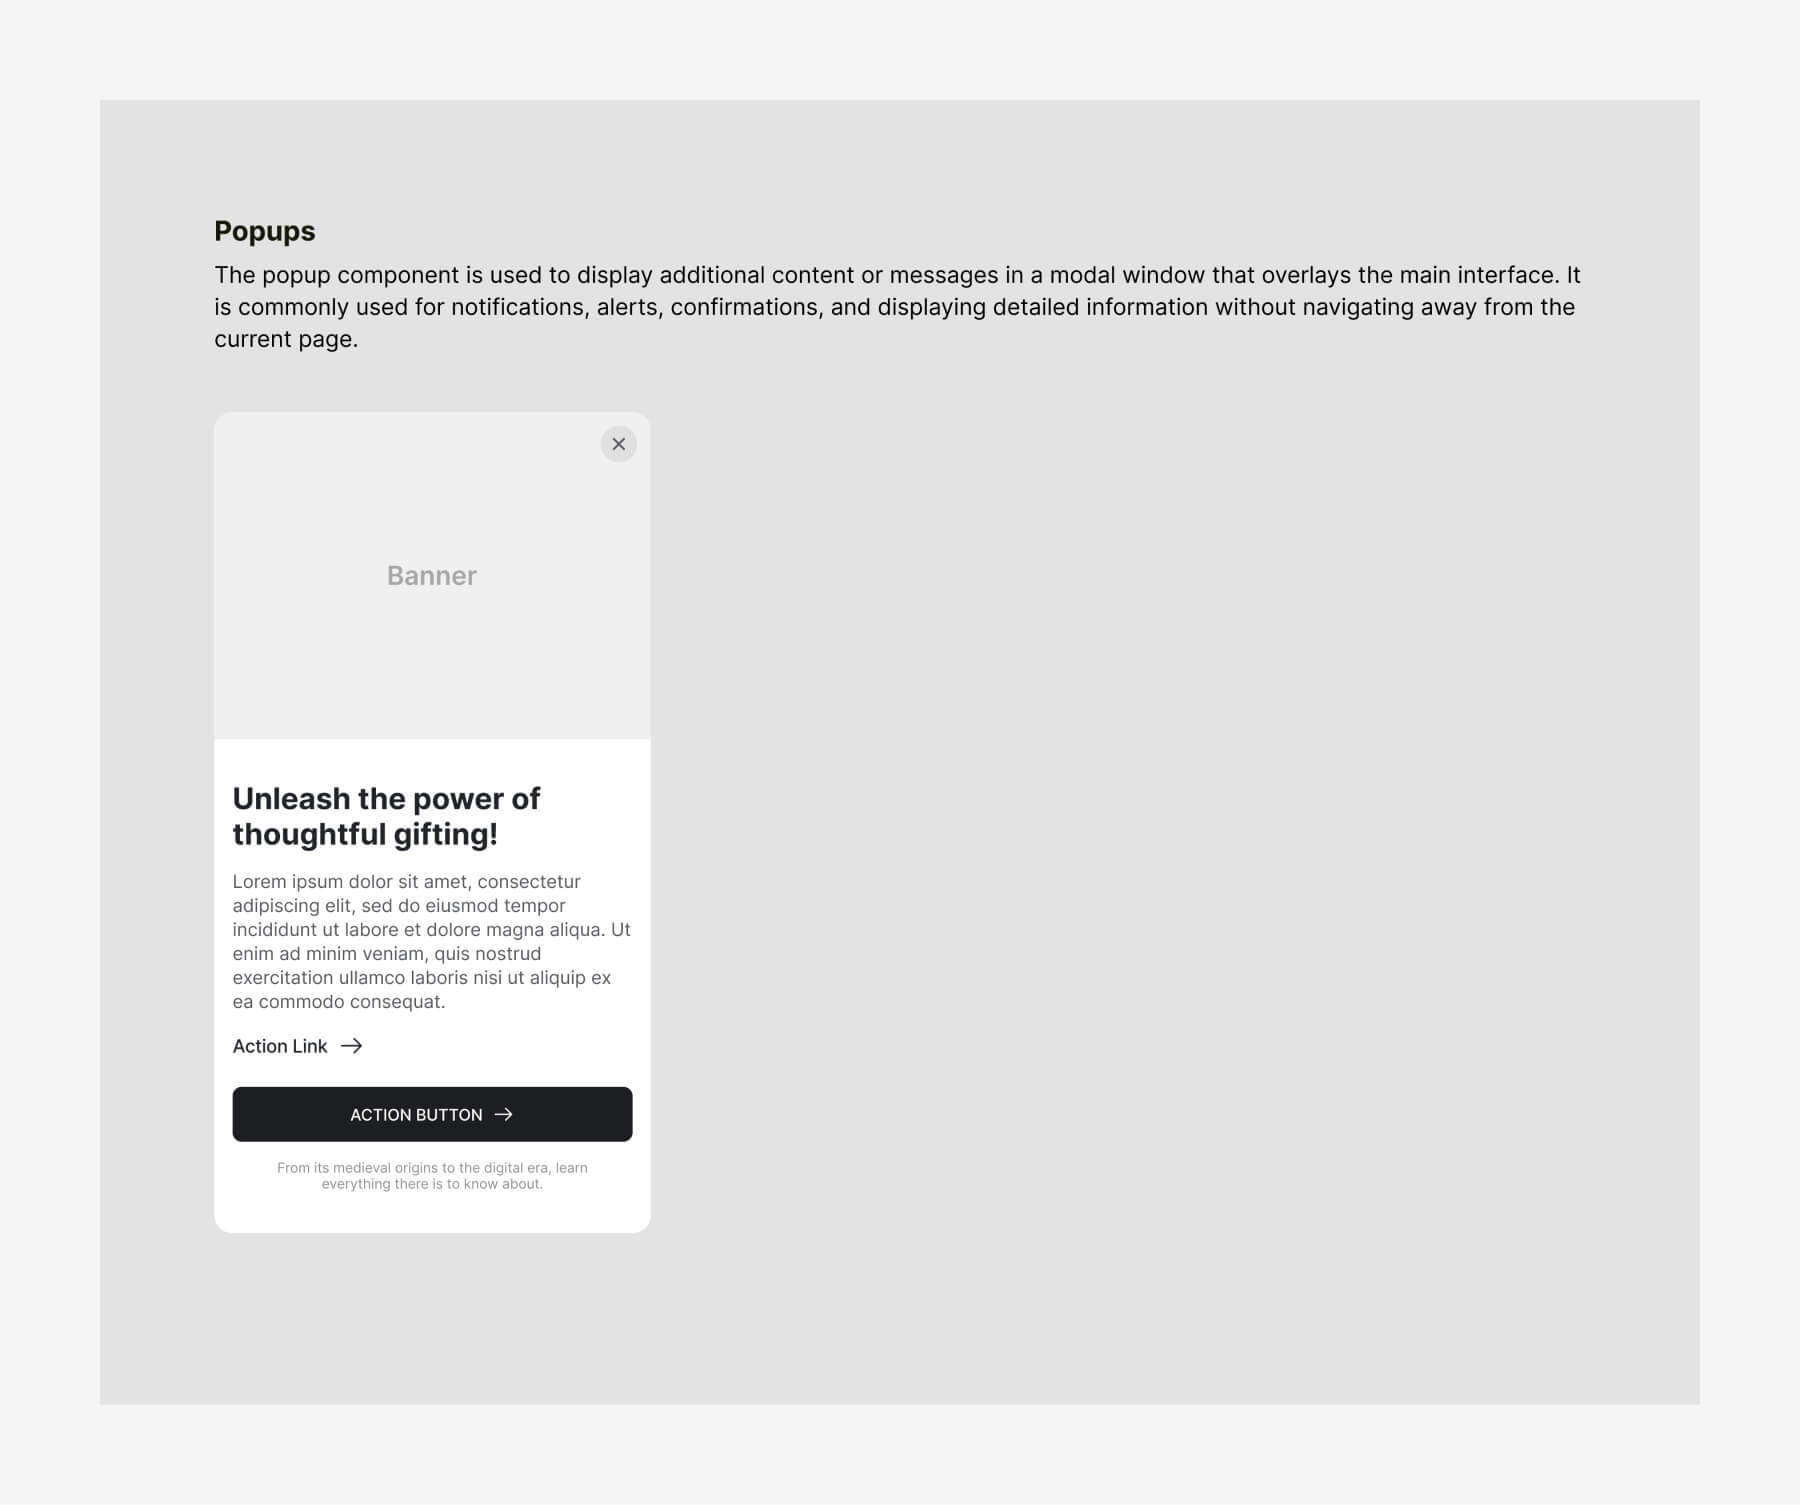 Popups
The popup component is used to display additional content or messages in a modal window that overlays the main interface. It
is commonly used for notifications, alerts, confirmations, and displaying detailed information without navigating away from the
current page.
Banner
Unleash the power of
thoughtful gifting!
Lorem ipsum dolor sit amet, consectetur
adipiscing elit, sed do eiusmod tempor
incididunt ut labore et dolore magna aliqua. Ut
enim ad minim veniam, quis nostrud
exercitation ullamco laboris nisi ut aliquip ex
ea commodo consequat.
Action Link
ACTION BUTTON
From its medieval origins to the digital era, learn
everything there is to know about.